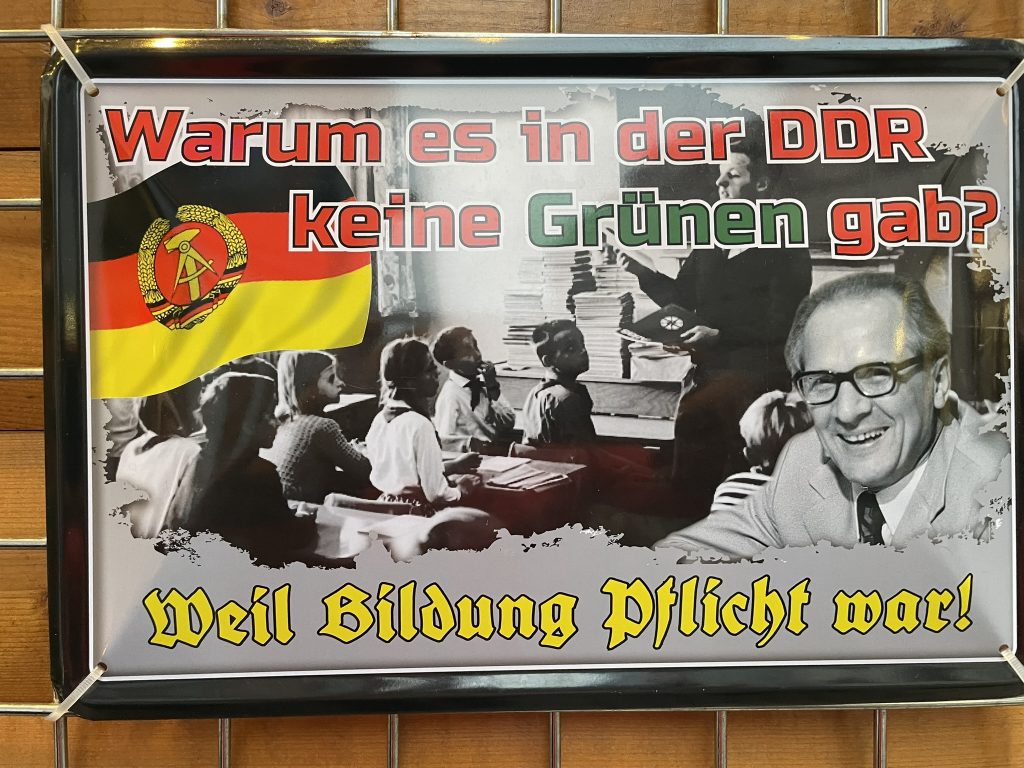 Warum es in der DDR
keine Grünen gab?
Weil Bildung Pflicht war!